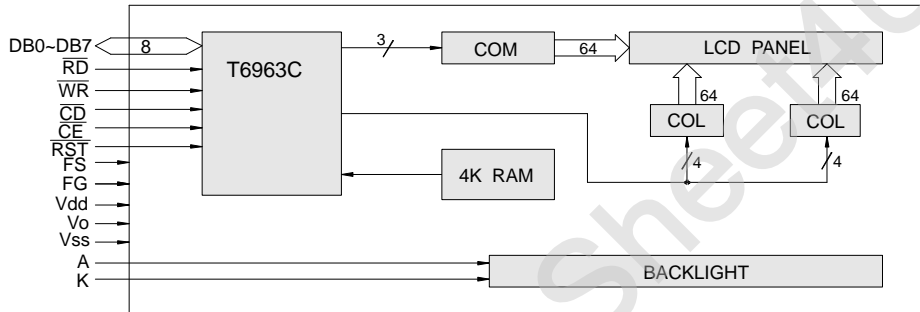 DB0~DB7
8
RD
WR
CD
CE
RST
FS
FG
Vdd
Vo
Vss
A
K
T6963C
3
COM
64
LCD PANEL
64
64
COL
COL
4
4
4K RAM
BACKLIGHT
Sheet4U